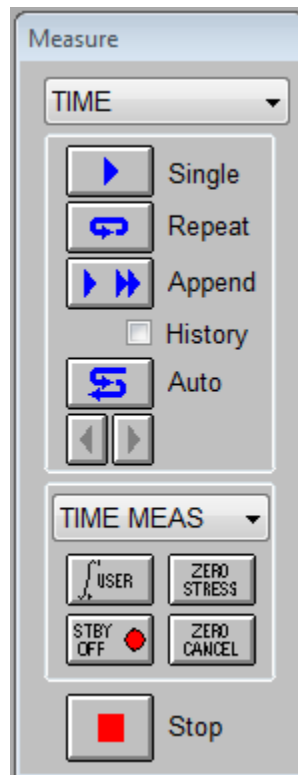 Measure
TIME
Single
Repeat
Append
History
Auto
TIME MEAS
USER
ZERO
STRESS
STBY
OFF
ZERO
CANCEL
Stop